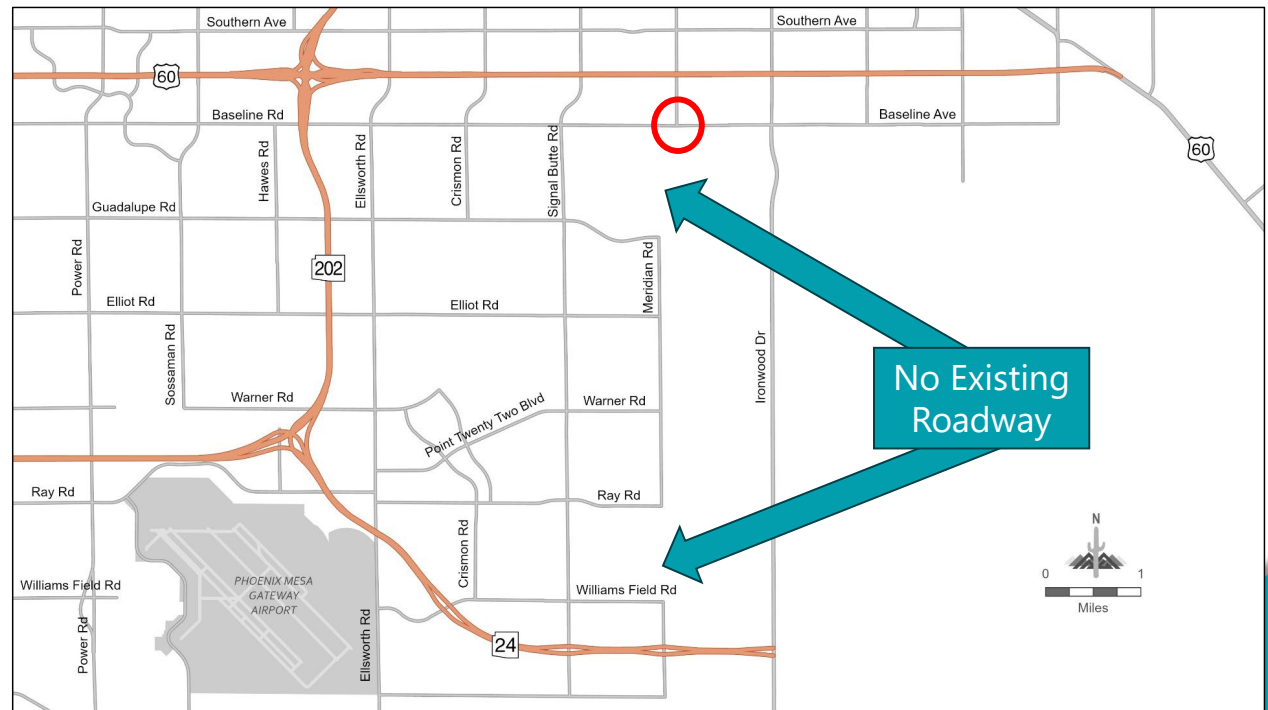 Southern Ave
Southern Ave
60
Baseline Rd
Baseline Ave
60
Hawes Rd
Ellsworth Rd
Crismon Rd
Signal Butte Rd
Guadalupe Rd
Power Rd
202
Meridian Rd
Elliot Rd
Elliot Rd
Sossaman Rd
Ironwood Dr
No Existing
Roadway
Warner Rd
Point Twenty Two Blvd
Warner Rd
Ray Rd
Ray Rd
Crismon Rd
N
PHOENIX MESA
GATEWAY
AIRPORT
Williams Field Rd
Williams Field Rd
0 1
Miles
Power Rd
Ellsworth Rd
24